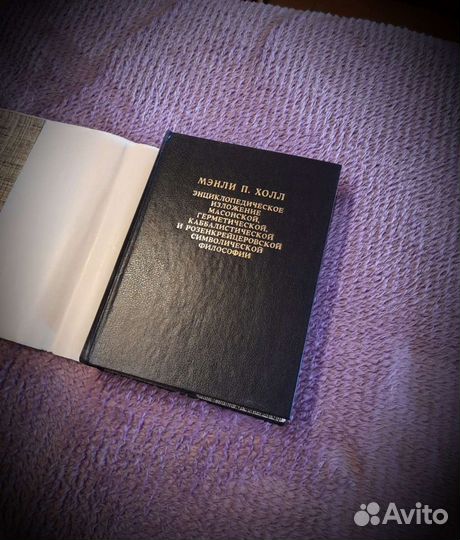 МЭНЛИ П. ХОЛЛ
ЭНЦИКЛОПЕДИЧЕСКОЕ
ИЗЛОЖЕНИЕ
МАСОНСКОЙ,
ГЕРМЕТИЧЕСКОЙ,
КАББАЛИСТИЧЕСКОЙ
И РОЗЕНКРЕЙЦЕРОВСКОЙ
СИМВОЛИЧЕСКОЙ
ФИЛОСОФИИ
Avito